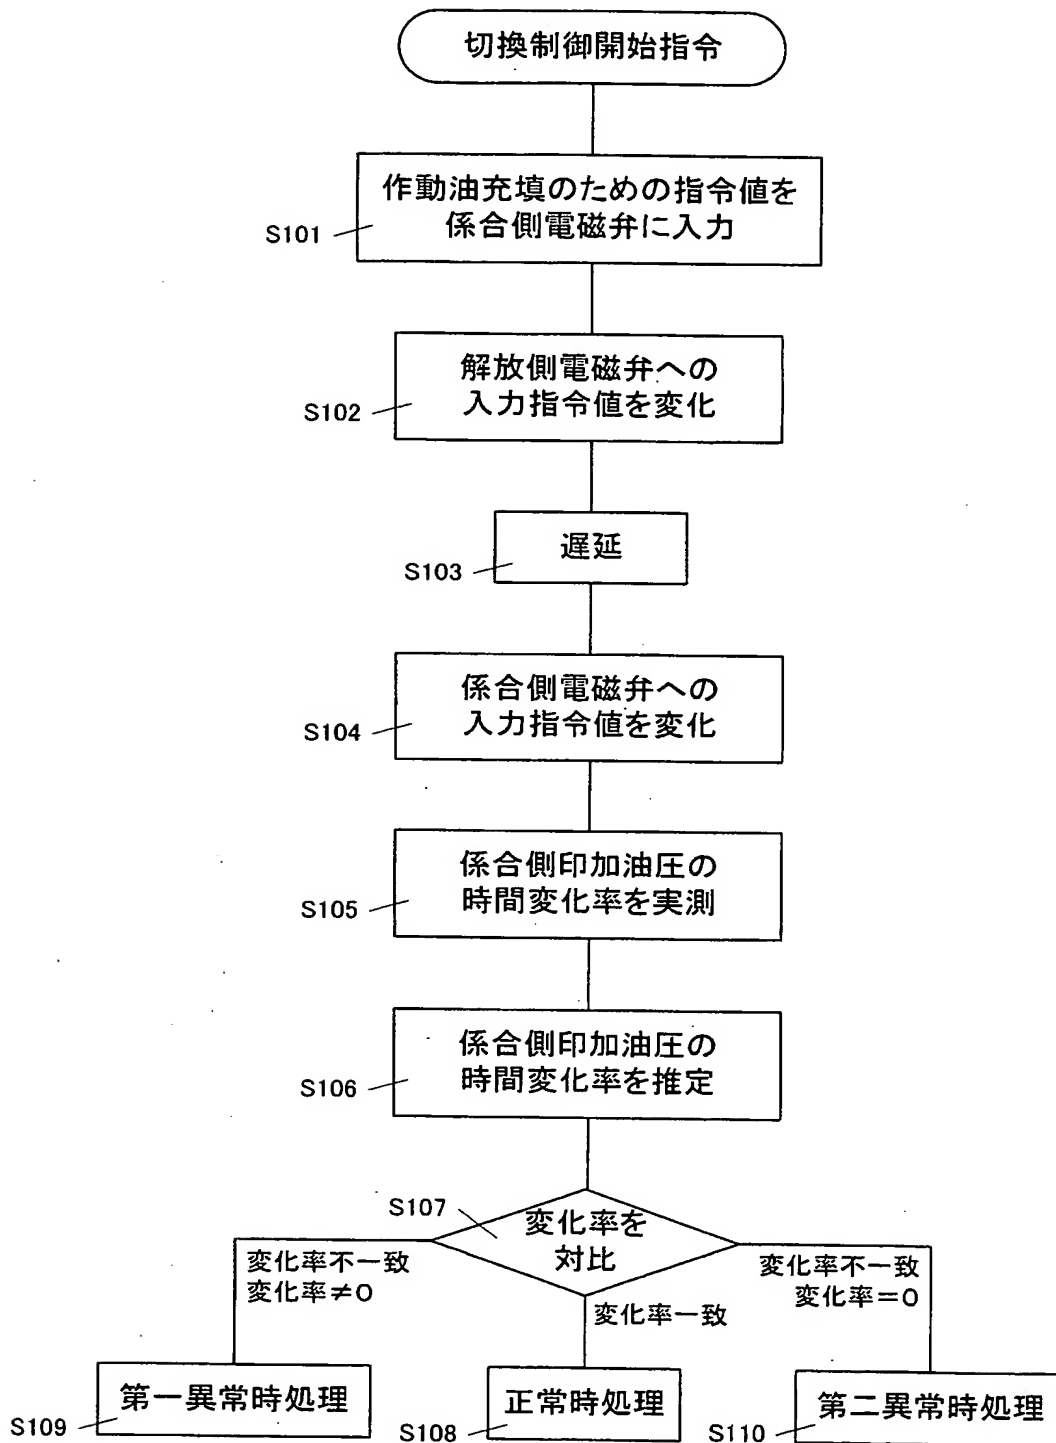 切換制御開始指令
作動油充填のための指令値を
係合側電磁弁に入力
S101
解放側電磁弁への
入力指令値を変化
S102
遅延
S103
係合側電磁弁への
入力指令値を変化
S104
係合側印加油圧の
時間変化率を実測
S105
係合側印加油圧の
時間変化率を推定
S106
S107
変化率を
対比
変化率不一致
変化率≠0
変化率一致
変化率不一致
変化率=0
第一異常時処理
S109
正常時処理
S108
第二異常時処理
S110